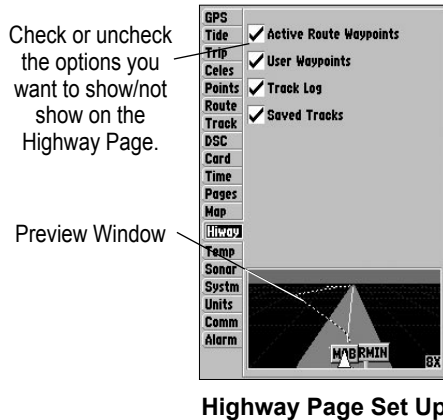 Check or uncheck
the options you
want to show/not
show on the
Highway Page.
Preview Window
GPS
Tide
Trip
Celes
Points
Route
Track
DSC
Card
Time
Pages
Map
Hiway
Temp
Sonar
Systm
Units
Comm
Alarm
Active Route Waypoints
User Waypoints
Track Log
Saved Tracks
MOB
RMIN
8X
Highway Page Set Up